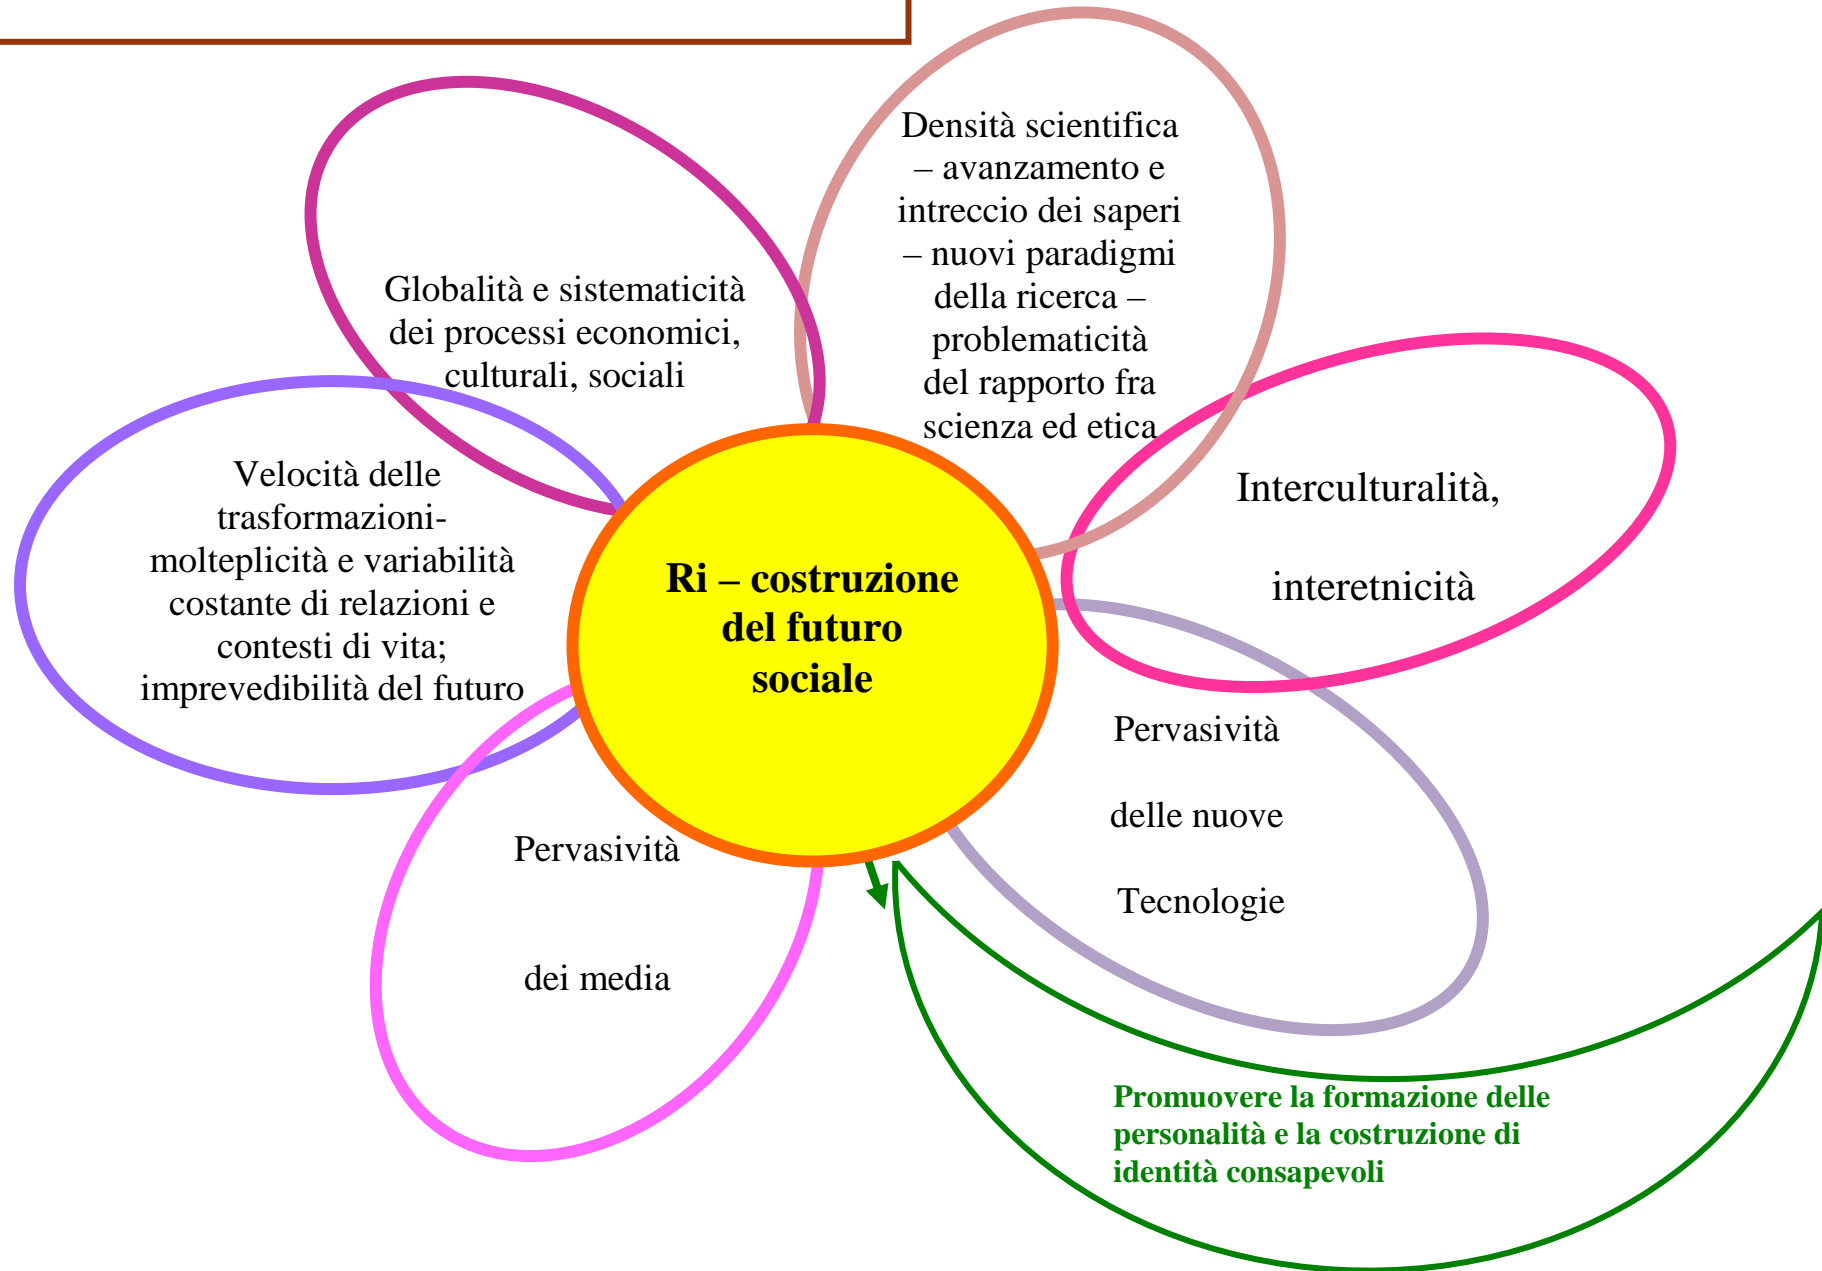 Densità scientifica
– avanzamento e
intreccio dei saperi
– nuovi paradigmi
della ricerca –
problematicità
del rapporto fra
scienza ed etica
Globalità e sistematicità
dei processi economici,
culturali, sociali
Interculturalità,
interetnicità
Velocità delle
trasformazioni-
molteplicità e variabilità
costante di relazioni e
contesti di vita;
imprevedibilità del futuro
Ri – costruzione
del futuro
sociale
Pervasività
delle nuove
Tecnologie
Pervasività
dei media
Promuovere la formazione delle
personalità e la costruzione di
identità consapevoli